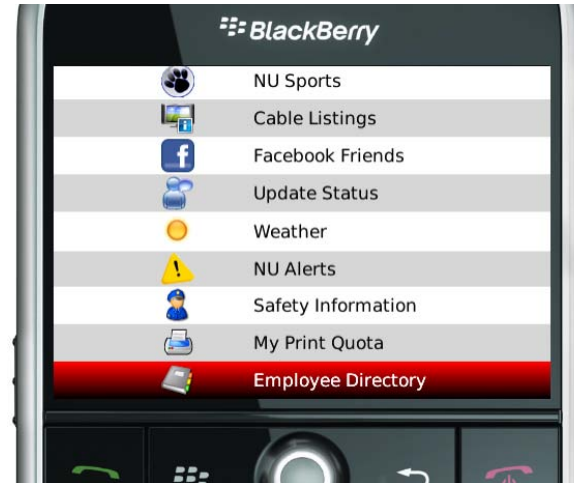 BlackBerry
NU Sports
Cable Listings
Facebook Friends
Update Status
Weather
NU Alerts
Safety Information
My Print Quota
Employee Directory